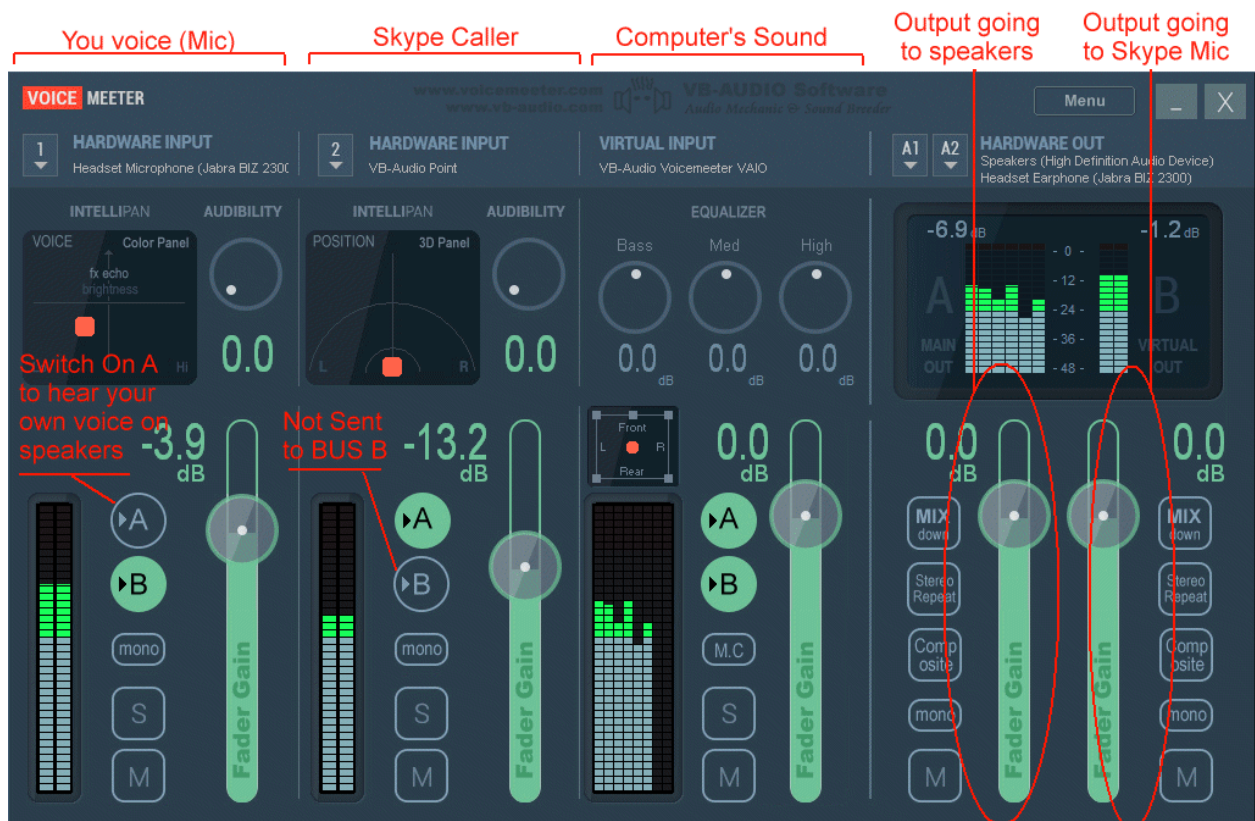 You voice (Mic)
Skype Caller
Computer's Sound
Output going
to speakers
Output going
to Skype Mic
VOICE MEETER
www.voicemeeter.com
www.vb-audio.com
VB-AUDIO Software
Audio Mechanic & Sound Breeder
Menu
_ X
1
HARDWARE INPUT
Headset Microphone (Jabra BIZ 230(
2
HARDWARE INPUT
VB-Audio Point
VIRTUAL INPUT
VB-Audio Voicemeeter VAIO
A1 A2
HARDWARE OUT
Speakers (High Definition Audio Device)
Headset Earphone (Jabra BIZ 2300)
INTELLIPAN AUDIBILITY
VOICE Color Panel
fx echo
brightness
Hi
0.0
INTELLIPAN AUDIBILITY
POSITION 3D Panel
L R
0.0
EQUALIZER
Bass Med High
0.0 dB
0.0 dB
0.0 dB
-6.9 dB
-1.2 dB
A
MAIN
OUT
- 0 -
- 12 -
- 24 -
- 36 -
- 48 -
B
VIRTUAL
OUT
Switch On A
to hear your
own voice on
speakers
-3.9
dB
A
B
mono
S
M
Fader Gain
Not Sent
to BUS B
-13.2
dB
A
B
mono
S
M
Fader Gain
Front
L R
Rear
0.0
dB
A
B
M.C
S
M
Fader Gain
0.0
dB
MIX
down
Stereo
Repeat
Comp
osite
mono
M
Fader Gain
Fader Gain
0.0
dB
MIX
down
Stereo
Repeat
Comp
osite
mono
M